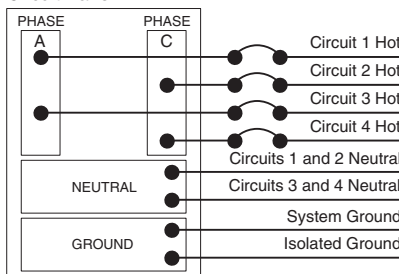 PHASE PHASE
A C
Circuit 1 Hot
Circuit 2 Hot
Circuit 3 Hot
Circuit 4 Hot
Circuits 1 and 2 Neutral
NEUTRAL
Circuits 3 and 4 Neutral
System Ground
GROUND
Isolated Ground